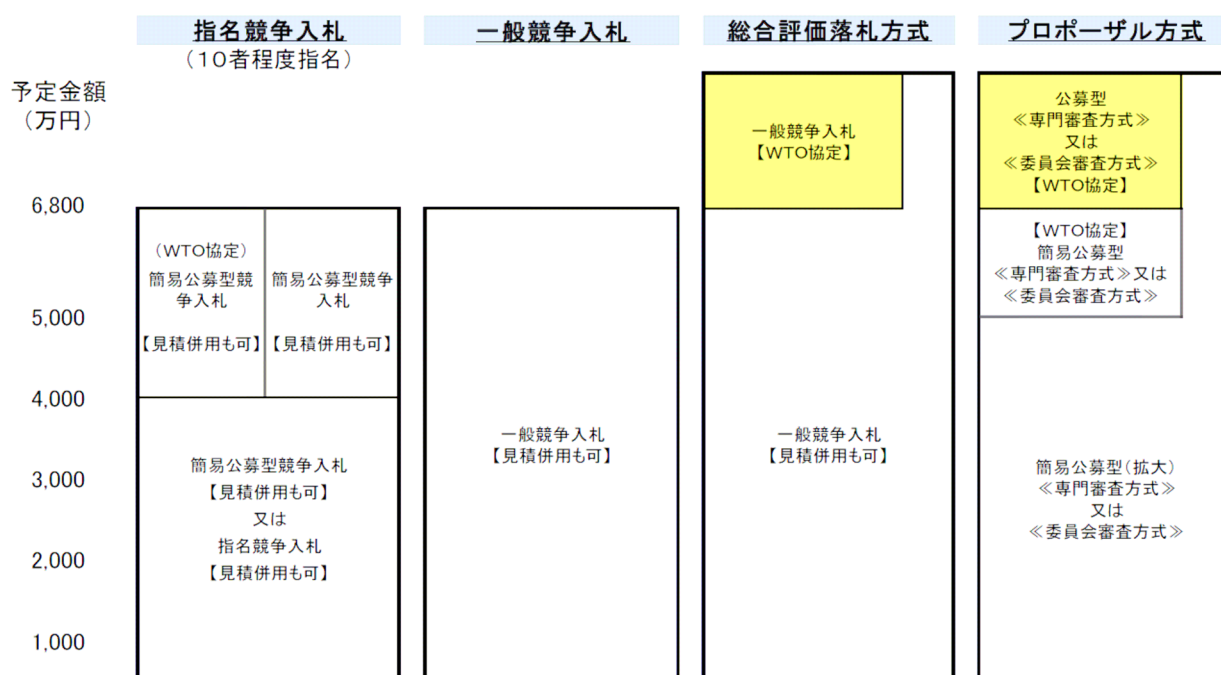 指名競争入札
(10者程度指名)
一般競争入札
総合評価落札方式
プロポーザル方式
予定金額
(万円)
6,800
5,000
4,000
3,000
2,000
1,000
(WTO協定)
簡易公募型競
争入札
【見積併用も可】
簡易公募型競争
入札
【見積併用も可】
簡易公募型競争入札
【見積併用も可】
又は
指名競争入札
【見積併用も可】
一般競争入札
【見積併用も可】
一般競争入札
【WTO協定】
一般競争入札
【見積併用も可】
公募型
≪専門審査方式≫
又は
≪委員会審査方式≫
【WTO協定】
【WTO協定】
簡易公募型
≪専門審査方式≫又は
≪委員会審査方式≫
簡易公募型(拡大)
≪専門審査方式≫
又は
≪委員会審査方式≫